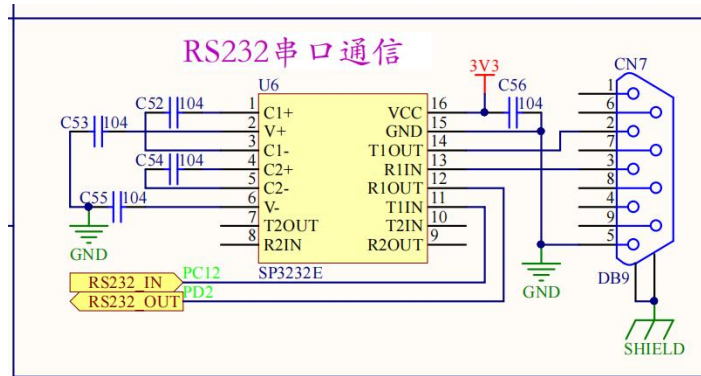 RS232串口通信
3V3
CN7
U6
C56
104
C52
104
C53
104
C54
104
C55
104
1
2
3
4
5
6
7
8
C1+
V+
C1-
C2+
C2-
V-
T2OUT
R2IN
VCC
GND
T1OUT
R1IN
R1OUT
T1IN
T2IN
R2OUT
16
15
14
13
12
11
10
9
SP3232E
1
6
2
7
3
8
4
9
5
DB9
GND
GND
SHIELD
RS232_IN
PC12
RS232_OUT
PD2